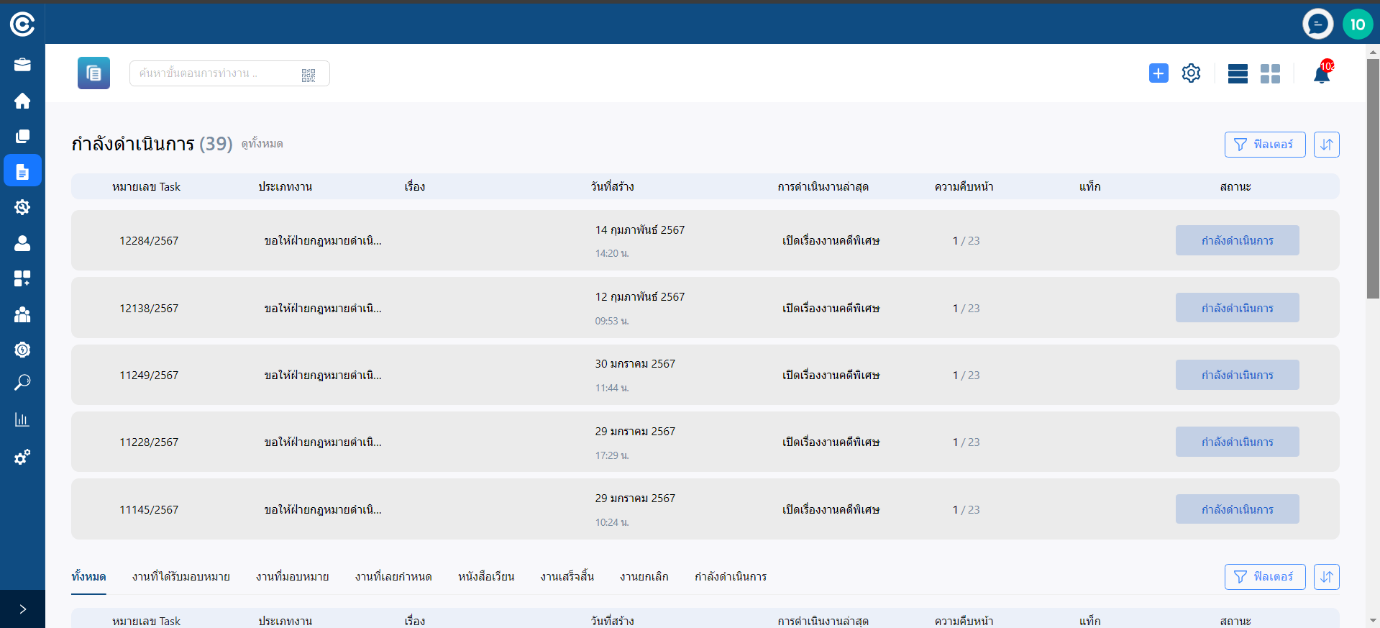 10
ค้นหาขั้นตอนการทำงาน ..
102
กำลังดำเนินการ (39) ดูทั้งหมด
ฟิลเตอร์
หมายเลข Task ประเภทงาน เรื่อง วันที่สร้าง การดำเนินงานล่าสุด ความคืบหน้า แท็ก สถานะ
12284/2567 ขอให้ฝ่ายกฎหมายดำเนิ... 14 กุมภาพันธ์ 2567 เปิดเรื่องงานคดีพิเศษ 1 / 23 กำลังดำเนินการ
14:20 น.
12138/2567 ขอให้ฝ่ายกฎหมายดำเนิ... 12 กุมภาพันธ์ 2567 เปิดเรื่องงานคดีพิเศษ 1 / 23 กำลังดำเนินการ
09:53 น.
11249/2567 ขอให้ฝ่ายกฎหมายดำเนิ... 30 มกราคม 2567 เปิดเรื่องงานคดีพิเศษ 1 / 23 กำลังดำเนินการ
11:44 น.
11228/2567 ขอให้ฝ่ายกฎหมายดำเนิ... 29 มกราคม 2567 เปิดเรื่องงานคดีพิเศษ 1 / 23 กำลังดำเนินการ
17:29 น.
11145/2567 ขอให้ฝ่ายกฎหมายดำเนิ... 29 มกราคม 2567 เปิดเรื่องงานคดีพิเศษ 1 / 23 กำลังดำเนินการ
10:24 น.
ทั้งหมด งานที่ได้รับมอบหมาย งานที่มอบหมาย งานที่เลยกำหนด หนังสือเวียน งานเสร็จสิ้น งานยกเลิก กำลังดำเนินการ ฟิลเตอร์
หมายเลข Task ประเภทงาน เรื่อง วันที่สร้าง การดำเนินงานล่าสุด ความคืบหน้า แท็ก สถานะ